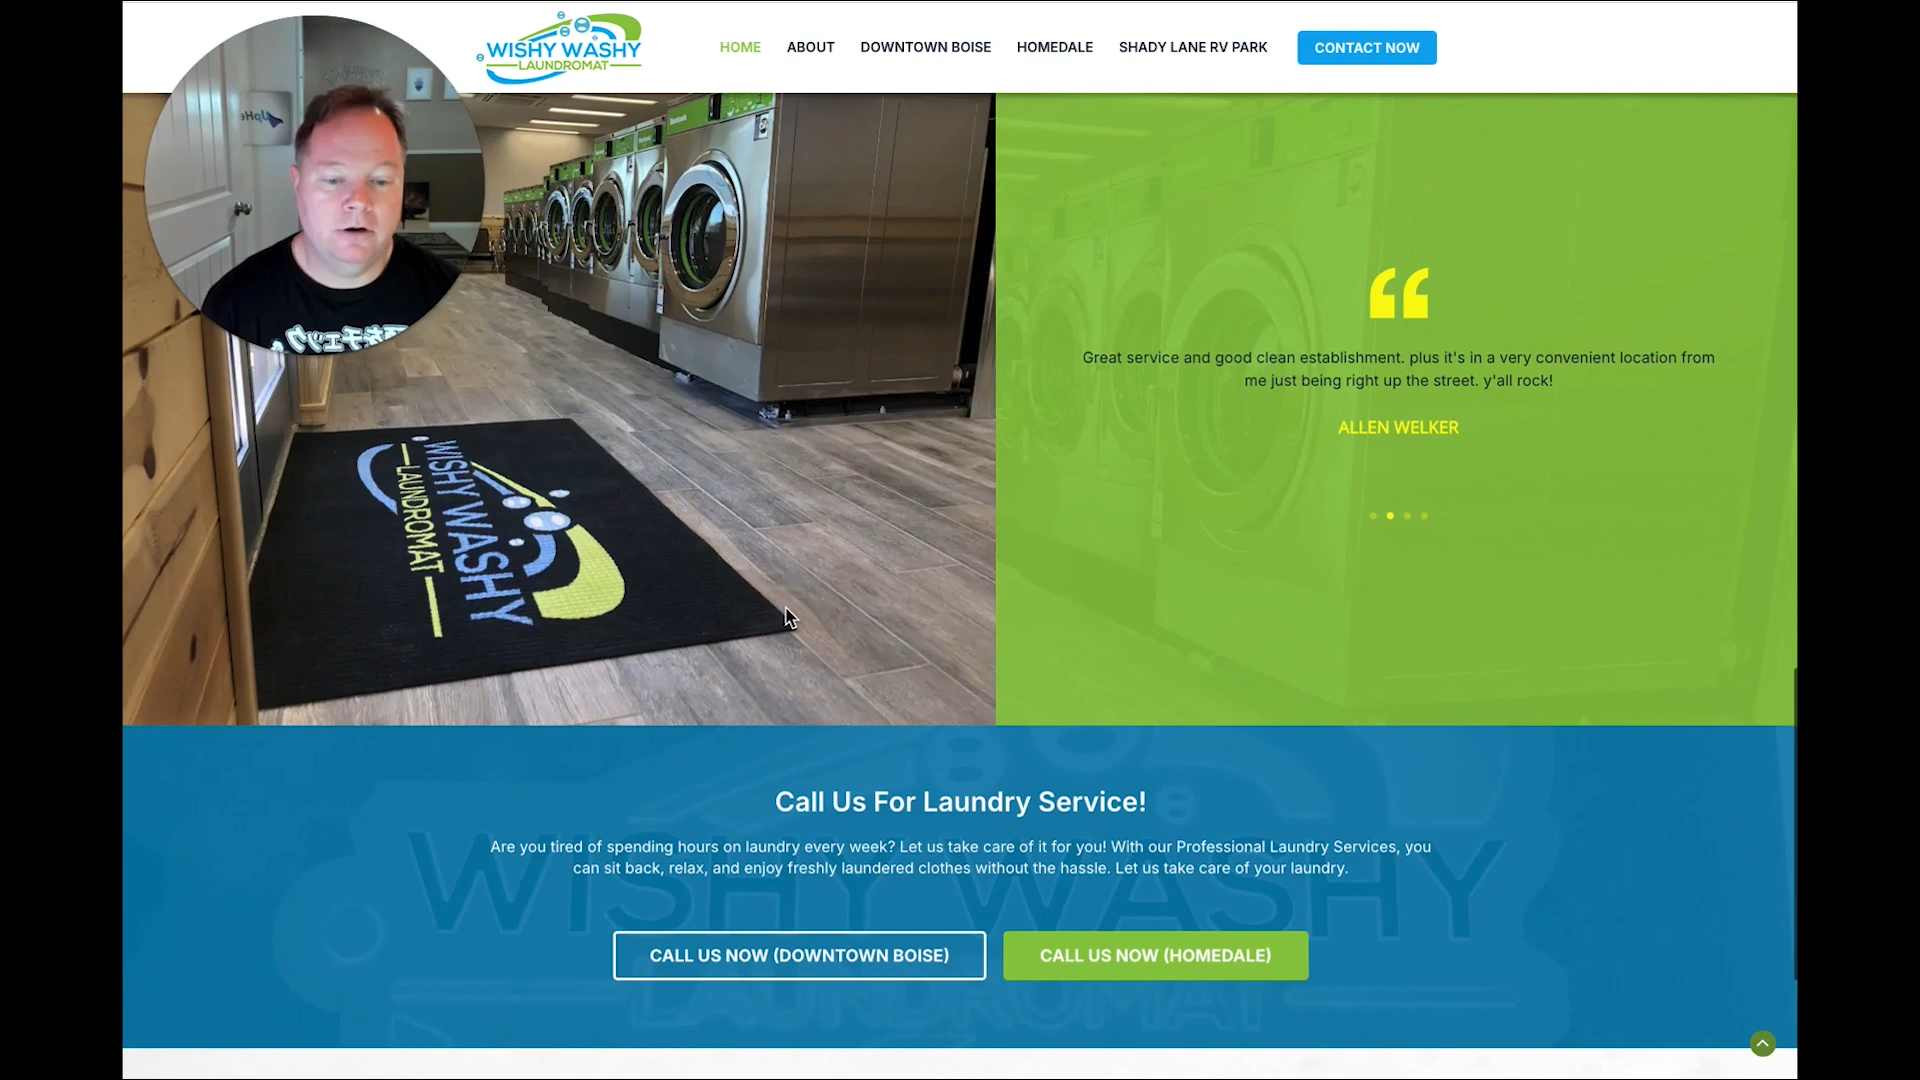 WISHY WASHY
LAUNDROMAT
HOME
ABOUT
DOWNTOWN BOISE
HOMEDALE
SHADY LANE RV PARK
CONTACT NOW
WISHY WASHY
LAUNDROMAT
Great service and good clean establishment. plus it's in a very convenient location from
me just being right up the street. y'all rock!
ALLEN WELKER
Call Us For Laundry Service!
Are you tired of spending hours on laundry every week? Let us take care of it for you! With our Professional Laundry Services, you
can sit back, relax, and enjoy freshly laundered clothes without the hassle. Let us take care of your laundry.
WISHY WASHY
LAUNDROMAT
CALL US NOW (DOWNTOWN BOISE)
CALL US NOW (HOMEDALE)